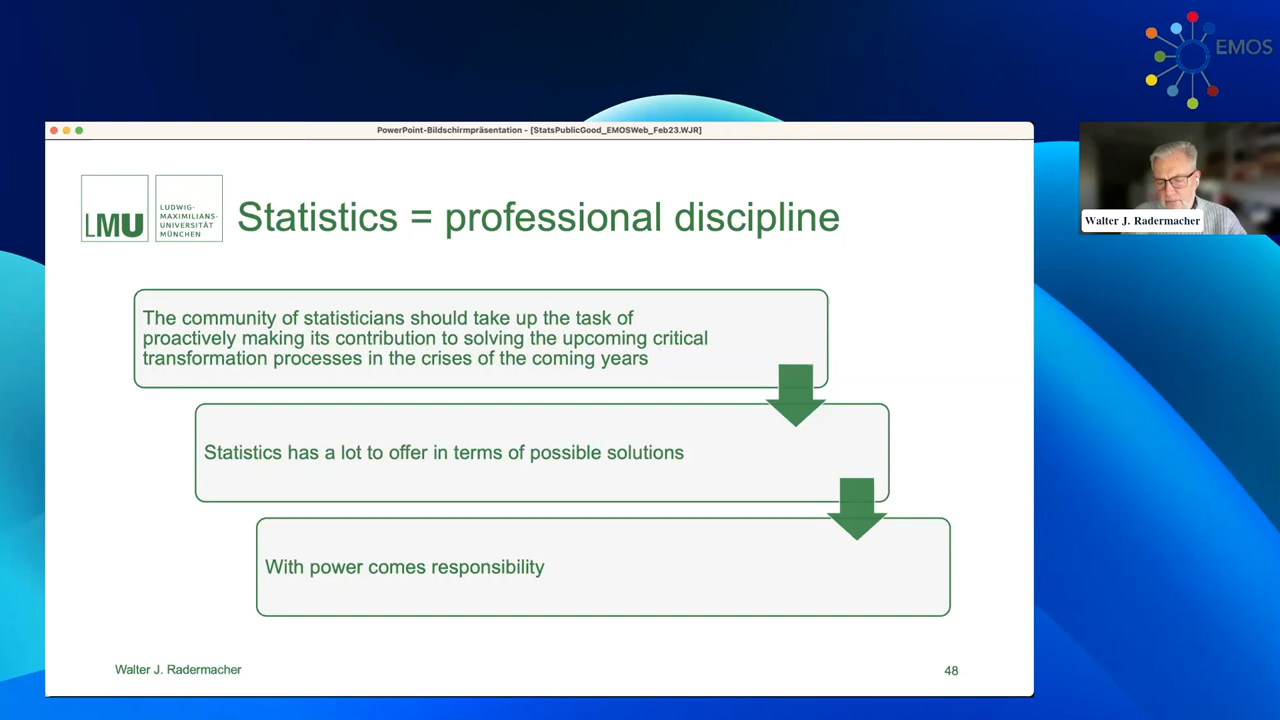 EMOS
PowerPoint-Bildschirmpräsentation - [StatsPublicGood_EMOSWeb_Feb23.WJR]
LMU
LUDWIG-
MAXIMILIANS-
UNIVERSITÄT
MÜNCHEN
Statistics = professional discipline
Walter J. Radermacher
The community of statisticians should take up the task of
proactively making its contribution to solving the upcoming critical
transformation processes in the crises of the coming years
Statistics has a lot to offer in terms of possible solutions
With power comes responsibility
Walter J. Radermacher
48